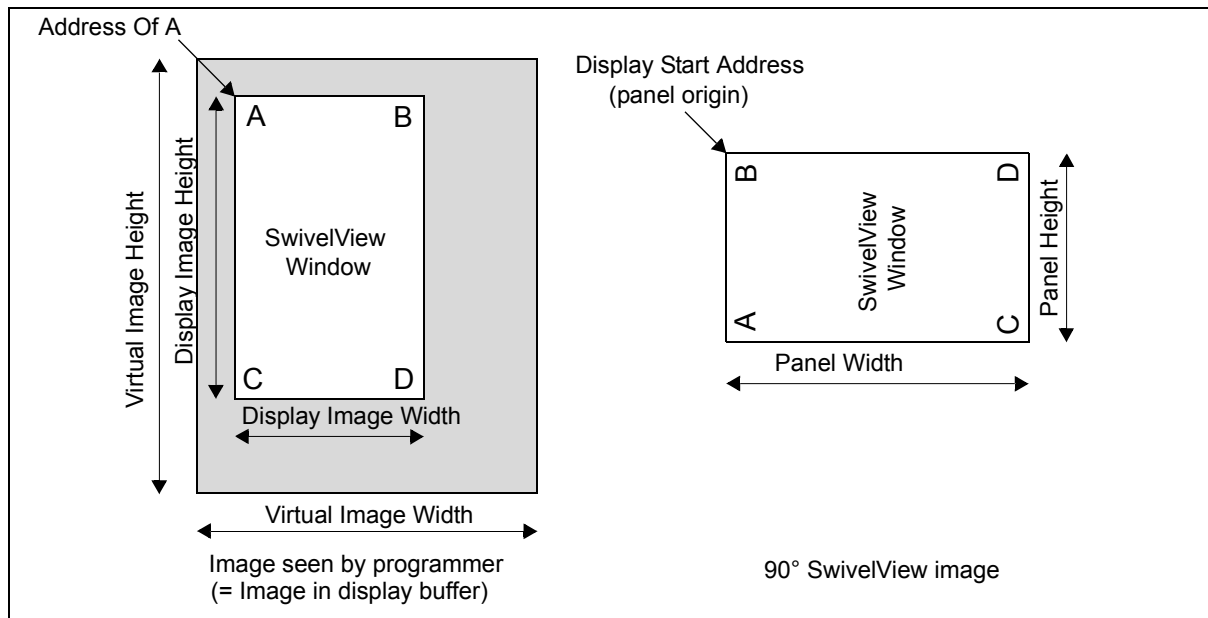 Address Of A
Virtual Image Height
Display Image Height
A
B
SwivelView
Window
C
D
Display Image Width
Virtual Image Width
Image seen by programmer
(= Image in display buffer)
Display Start Address
(panel origin)
B
D
SwivelView
Window
A
C
Panel Height
Panel Width
90° SwivelView image